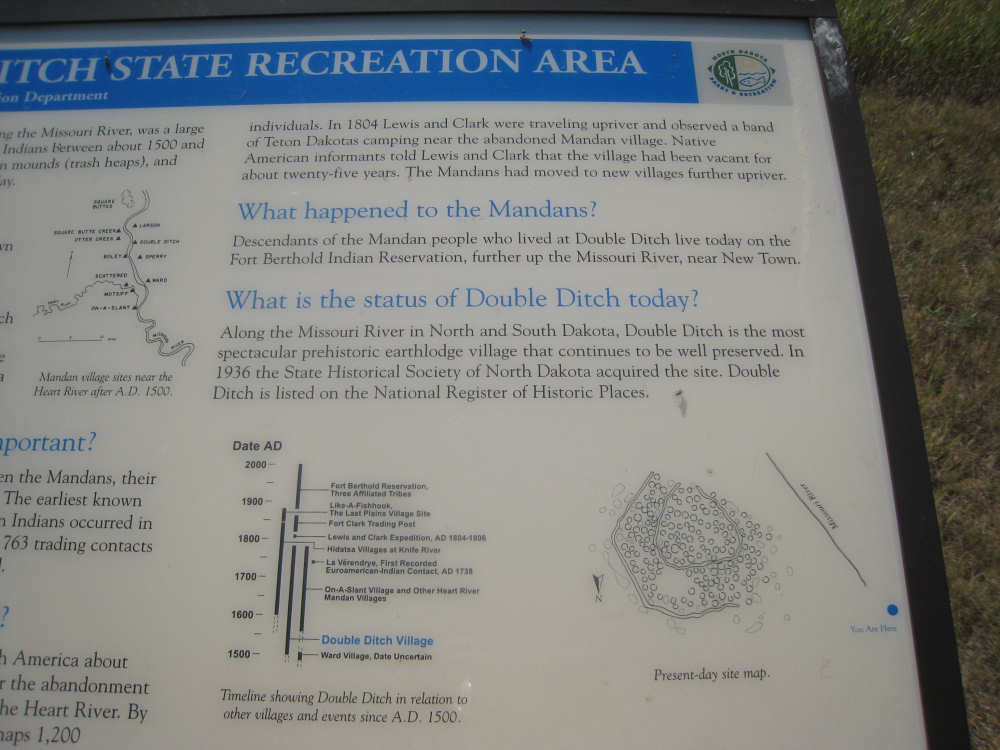 ITCH STATE RECREATION AREA
ion Department
NORTH DAKOTA
PARKS & RECREATION
ng the Missouri River, was a large
Indians between about 1500 and
n mounds (trash heaps), and
ay.
SQUARE
BUTTES
LARSON
SQUARE BUTTE CREEK
OTTER CREEK
DOUBLE DITCH
BOLEY
SPERRY
SCATTERED
WARD
MOTSIFF
ON-A-SLANT
Mandan village sites near the
Heart River after A.D. 1500.
wn
ch
e
a
mportant?
en the Mandans, their
The earliest known
n Indians occurred in
763 trading contacts
l.
?
h America about
r the abandonment
he Heart River. By
haps 1,200
individuals. In 1804 Lewis and Clark were traveling upriver and observed a band
of Teton Dakotas camping near the abandoned Mandan village. Native
American informants told Lewis and Clark that the village had been vacant for
about twenty-five years. The Mandans had moved to new villages further upriver.
What happened to the Mandans?
Descendants of the Mandan people who lived at Double Ditch live today on the
Fort Berthold Indian Reservation, further up the Missouri River, near New Town.
What is the status of Double Ditch today?
Along the Missouri River in North and South Dakota, Double Ditch is the most
spectacular prehistoric earthlodge village that continues to be well preserved. In
1936 the State Historical Society of North Dakota acquired the site. Double
Ditch is listed on the National Register of Historic Places.
Date AD
2000
1900
1800
1700
1600
1500
Fort Berthold Reservation,
Three Affiliated Tribes
Like-A-Fishhook,
The Last Plains Village Site
Fort Clark Trading Post
Lewis and Clark Expedition, AD 1804-1806
Hidatsa Villages at Knife River
La Vérendrye, First Recorded
Euroamerican-Indian Contact, AD 1738
On-A-Slant Village and Other Heart River
Mandan Villages
Double Ditch Village
Ward Village, Date Uncertain
Timeline showing Double Ditch in relation to
other villages and events since A.D. 1500.
Missouri River
N
You Are Here
Present-day site map.